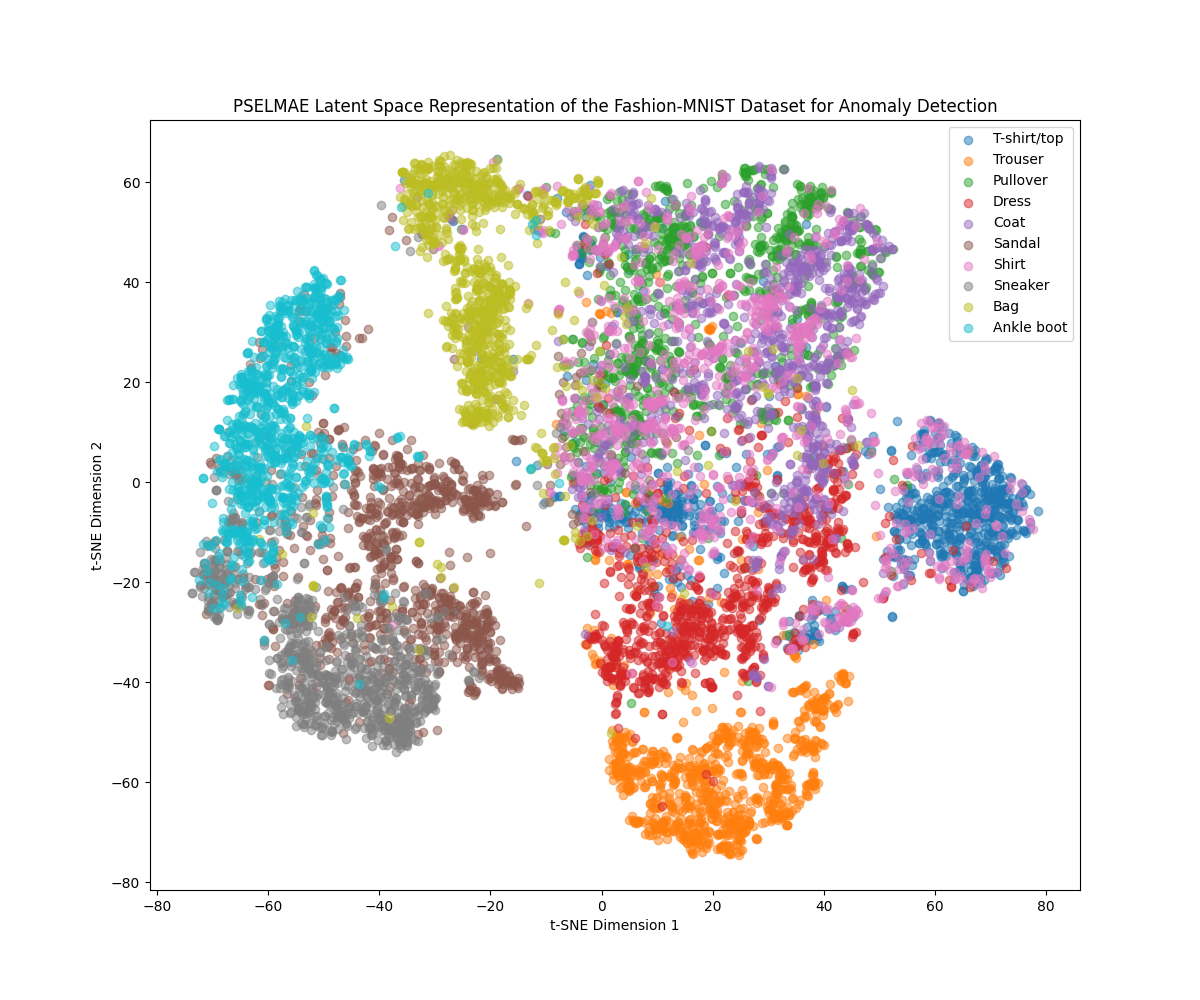 PSELMAE Latent Space Representation of the Fashion-MNIST Dataset for Anomaly Detection
T-shirt/top
Trouser
Pullover
Dress
Coat
Sandal
Shirt
Sneaker
Bag
Ankle boot
60
40
20
0
−20
−40
−60
−80
t-SNE Dimension 2
−80
−60
−40
−20
0
20
40
60
80
t-SNE Dimension 1